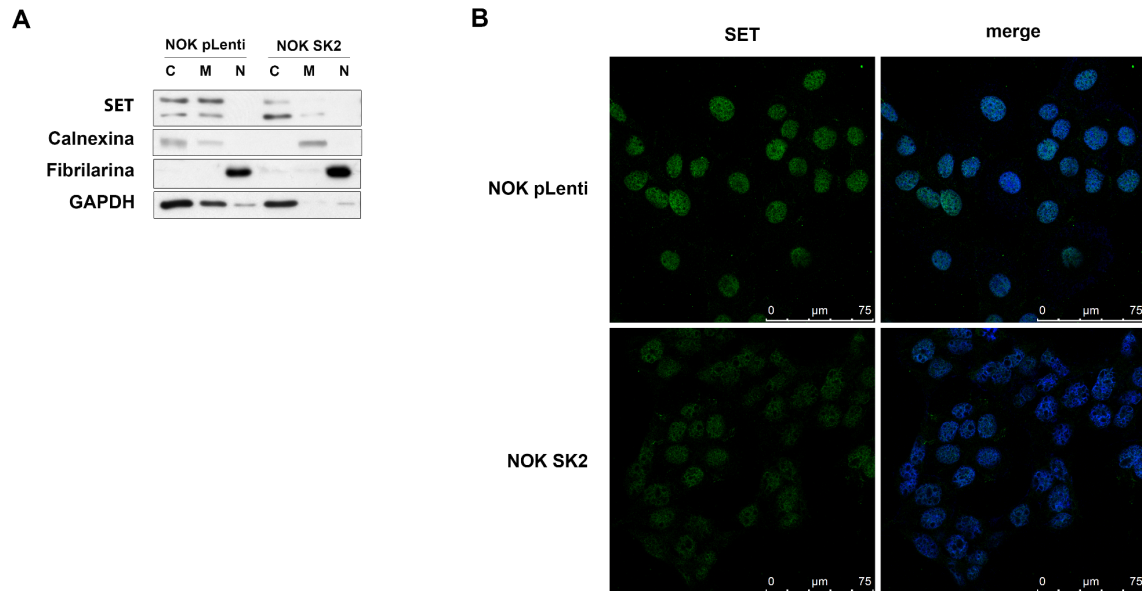 A
NOK pLenti NOK SK2
C M N C M N
SET
Calnexina
Fibrilarina
GAPDH
B
SET merge
NOK pLenti
0 µm 75 0 µm 75
NOK SK2
0 µm 75 0 µm 75